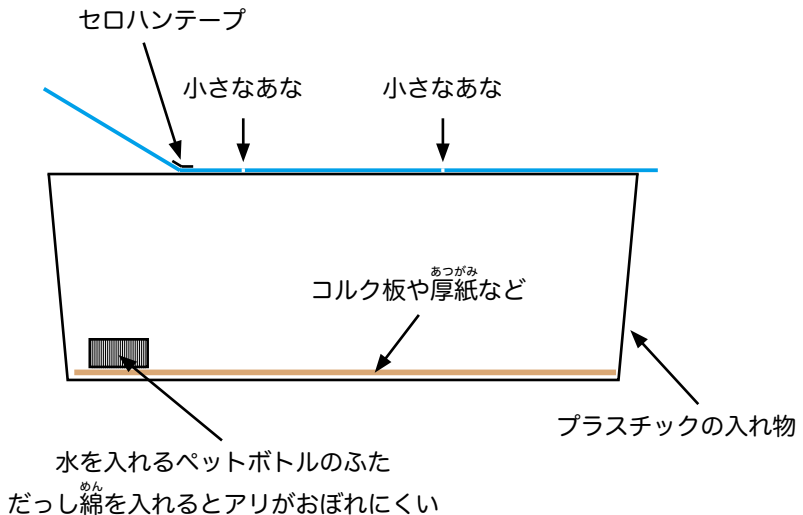 セロハンテープ
小さなあな
小さなあな
コルク板や厚紙など
あつがみ
プラスチックの入れ物
水を入れるペットボトルのふた
だっし綿を入れるとアリがおぼれにくい
めん